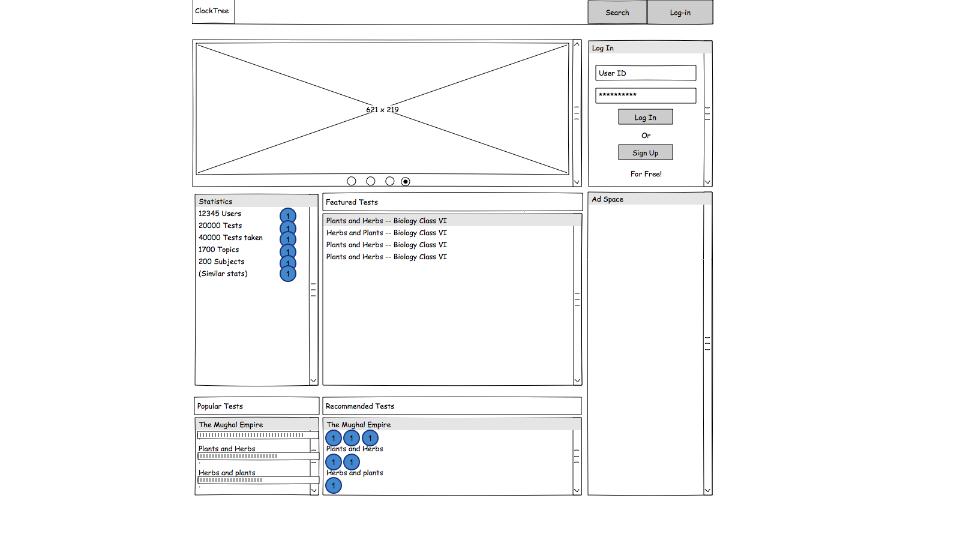 ClockTree
Search
Log-in
621 x 219
Log In
User ID
**********
Log In
Or
Sign Up
For Free!
Statistics
12345 Users
1
20000 Tests
1
40000 Tests taken
1
1700 Topics
1
200 Subjects
1
(Similar stats)
1
Featured Tests
Plants and Herbs -- Biology Class VI
Herbs and Plants -- Biology Class VI
Plants and Herbs -- Biology Class VI
Plants and Herbs -- Biology Class VI
Ad Space
Popular Tests
The Mughal Empire
Plants and Herbs
Herbs and plants
Recommended Tests
The Mughal Empire
1 1 1
Plants and Herbs
1 1
Herbs and plants
1